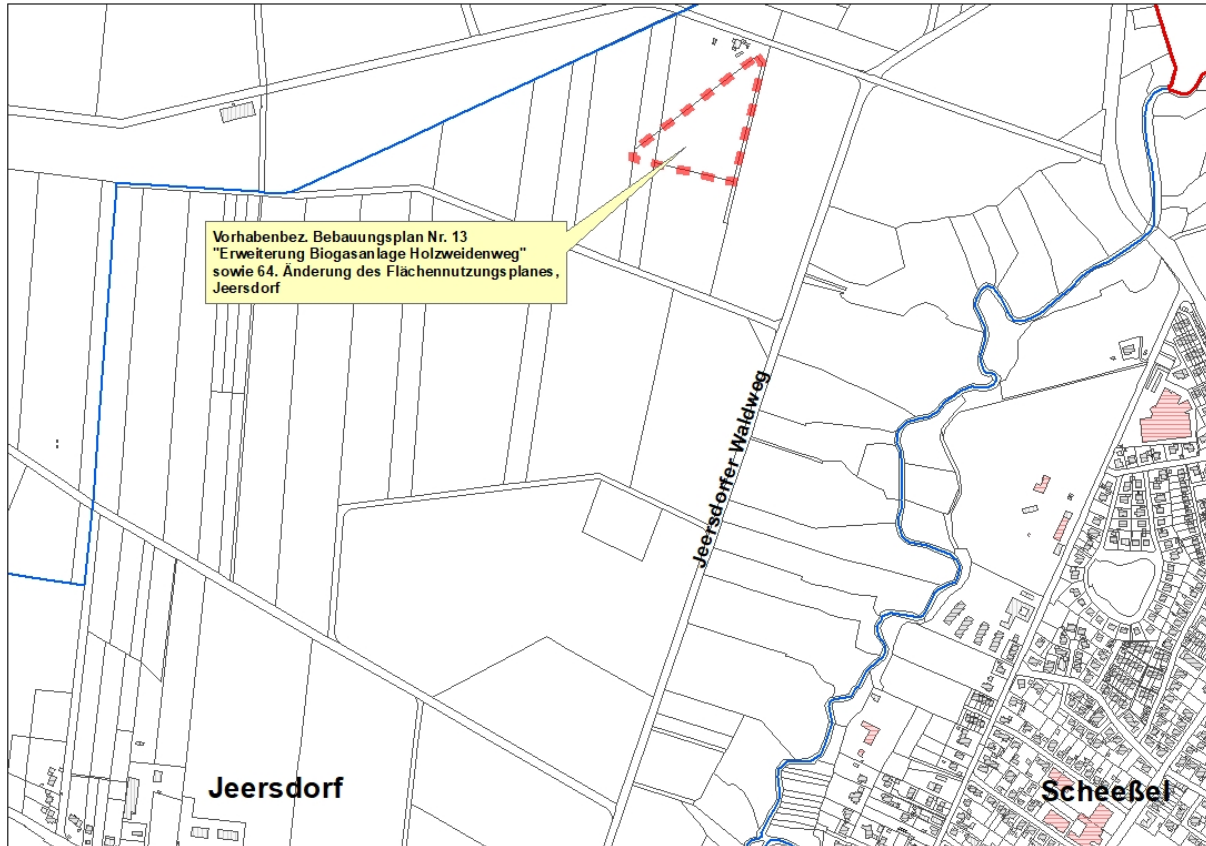 Vorhabenbez. Bebauungsplan Nr. 13
"Erweiterung Biogasanlage Holzweidenweg"
sowie 64. Änderung des Flächennutzungsplanes,
Jeersdorf
Jeersdorfer Waldweg
Jeersdorf
Scheeßel